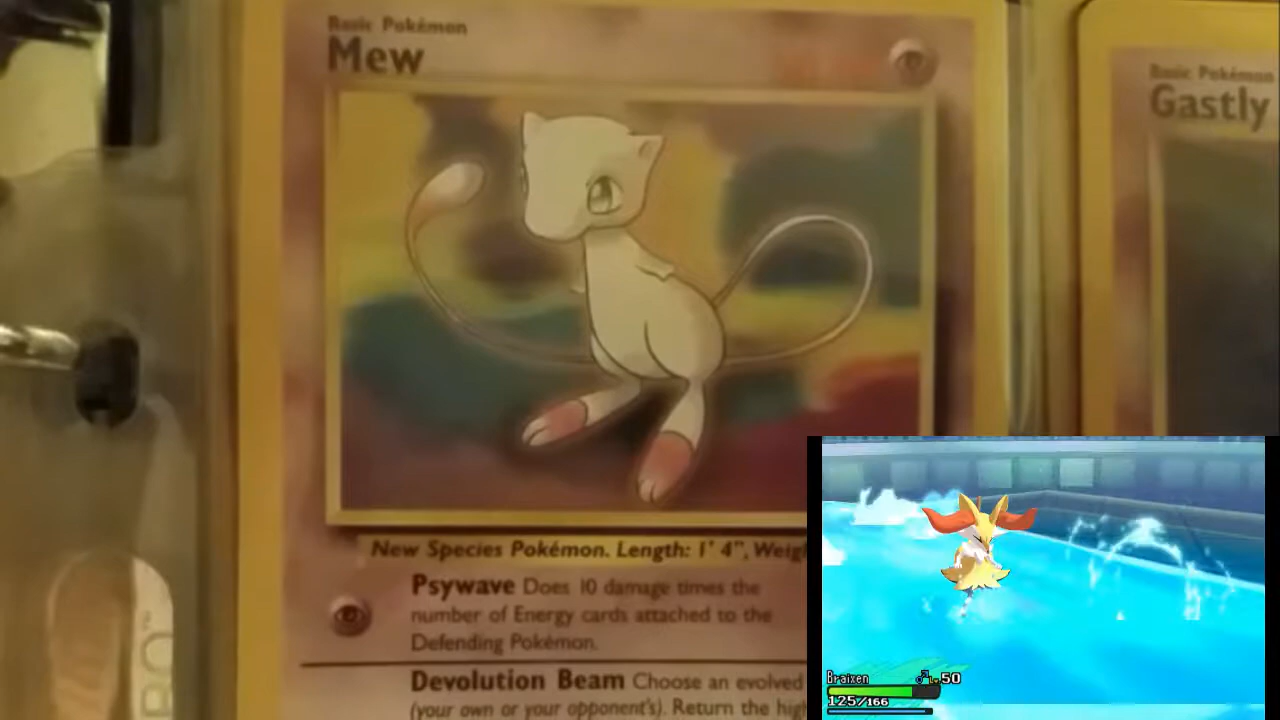 Basic Pokémon
Mew
Basic Pokémon
Gastly
New Species Pokémon. Length: 1' 4", Weigh
Psywave Does 10 damage times the
number of Energy cards attached to the
Defending Pokémon.
Devolution Beam Choose an evolved
(your own or your opponent's). Return the high
Braixen ♂ L.50
125/166